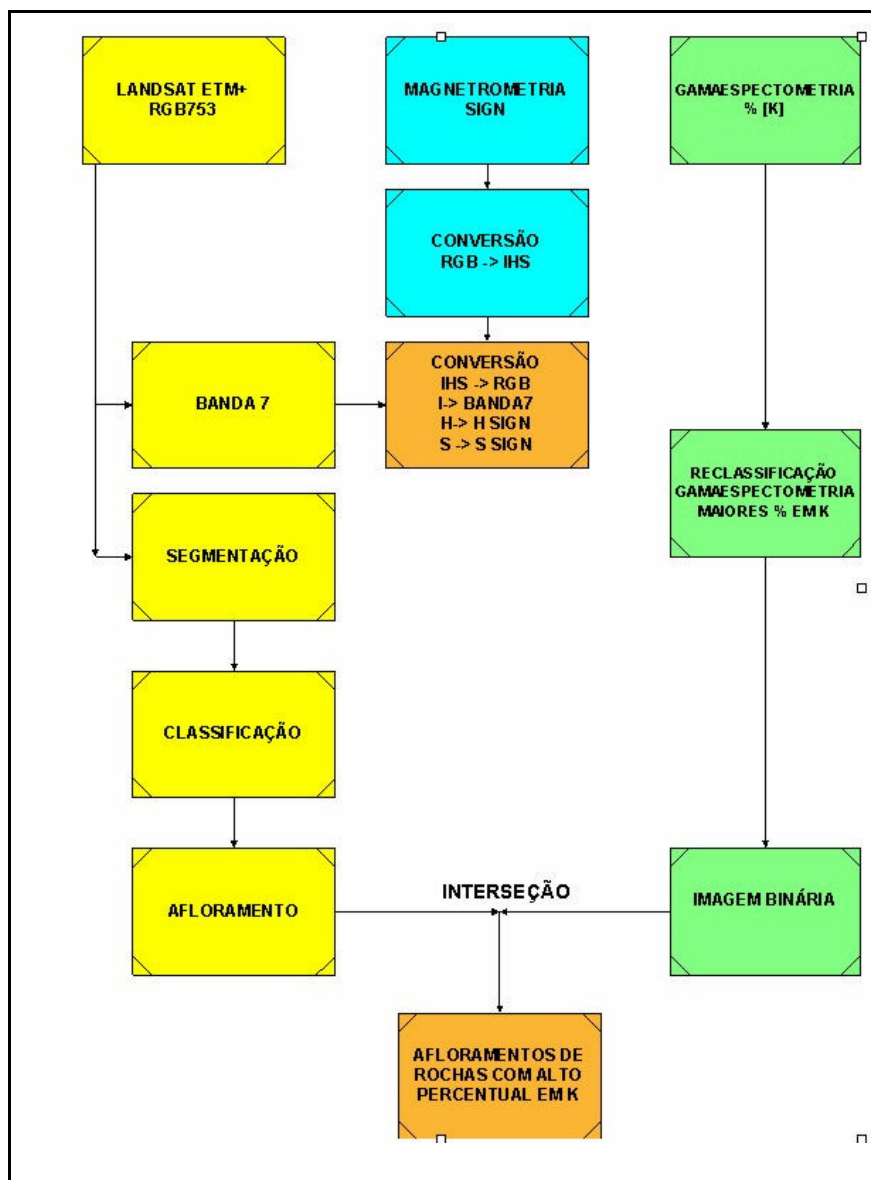 LANDSAT ETM+
RGB753
MAGNETROMETRIA
SIGN
GAMAESPECTOMETRIA
% [K]
CONVERSÃO
RGB -> IHS
BANDA 7
CONVERSÃO
IHS -> RGB
I-> BANDA7
H-> H SIGN
S -> S SIGN
RECLASSIFICAÇÃO
GAMAESPECTOMETRIA
MAIORES % EM K
SEGMENTAÇÃO
CLASSIFICAÇÃO
AFLORAMENTO
INTERSEÇÃO
IMAGEM BINÁRIA
AFLORAMENTOS DE
ROCHAS COM ALTO
PERCENTUAL EM K